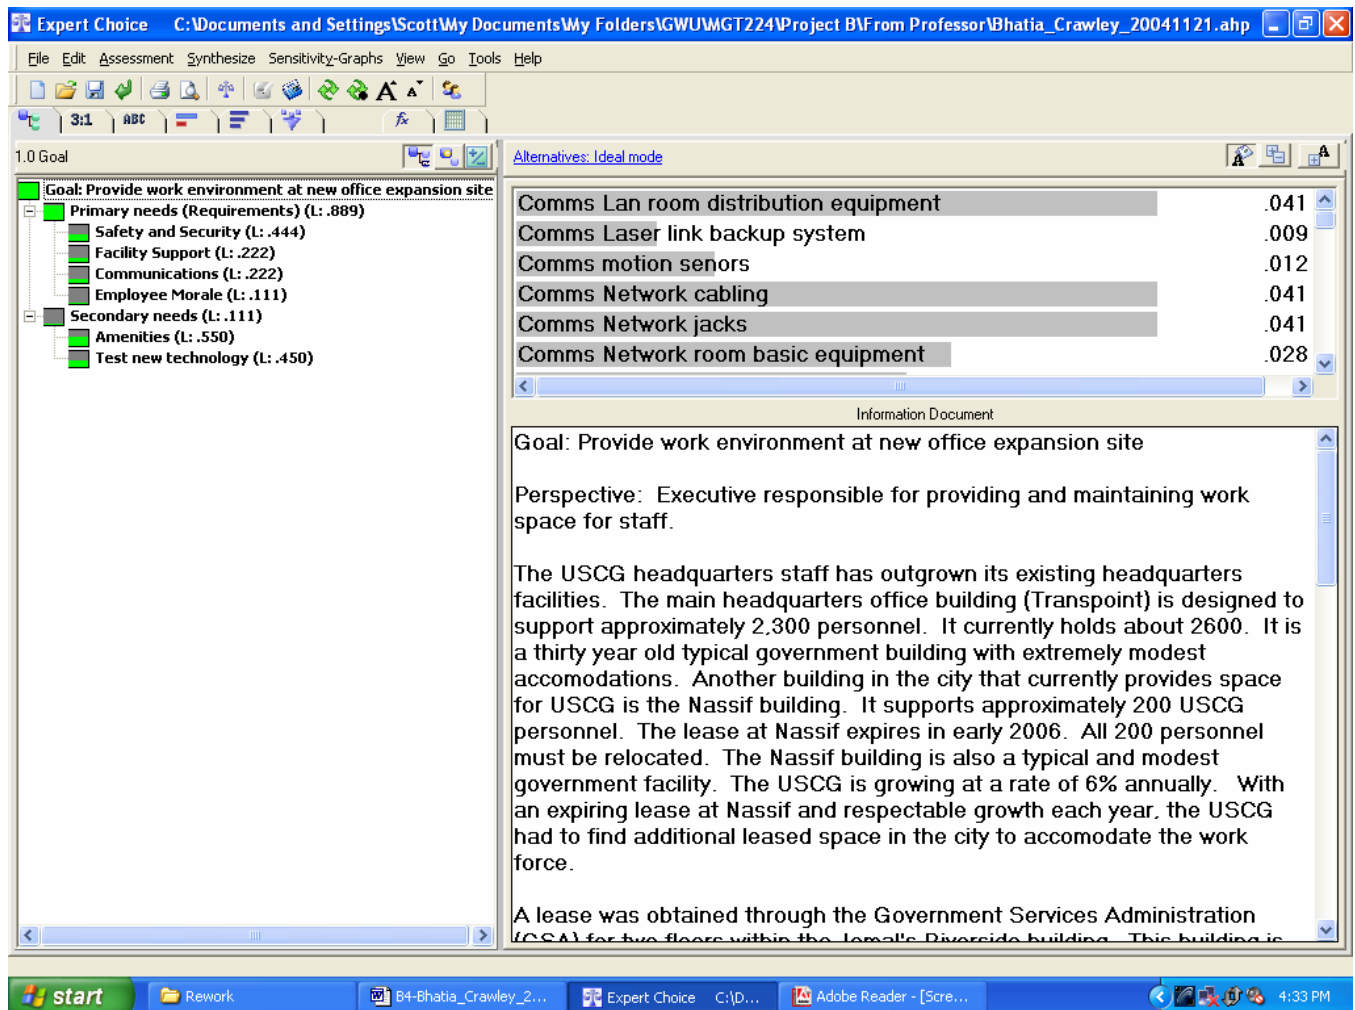 Expert Choice C:\Documents and Settings\Scott\My Documents\My Folders\GWU\MGT224\Project B\From Professor\Bhatia_Crawley_20041121.ahp
File Edit Assessment Synthesize Sensitivity-Graphs View Go Tools Help
3:1 ABC fx
1.0 Goal
Goal: Provide work environment at new office expansion site
Primary needs (Requirements) (L: .889)
Safety and Security (L: .444)
Facility Support (L: .222)
Communications (L: .222)
Employee Morale (L: .111)
Secondary needs (L: .111)
Amenities (L: .550)
Test new technology (L: .450)
Alternatives: Ideal mode
Comms Lan room distribution equipment .041
Comms Laser link backup system .009
Comms motion senors .012
Comms Network cabling .041
Comms Network jacks .041
Comms Network room basic equipment .028
Information Document
Goal: Provide work environment at new office expansion site
Perspective: Executive responsible for providing and maintaining work
space for staff.
The USCG headquarters staff has outgrown its existing headquarters
facilities. The main headquarters office building (Transpoint) is designed to
support approximately 2,300 personnel. It currently holds about 2600. It is
a thirty year old typical government building with extremely modest
accomodations. Another building in the city that currently provides space
for USCG is the Nassif building. It supports approximately 200 USCG
personnel. The lease at Nassif expires in early 2006. All 200 personnel
must be relocated. The Nassif building is also a typical and modest
government facility. The USCG is growing at a rate of 6% annually. With
an expiring lease at Nassif and respectable growth each year, the USCG
had to find additional leased space in the city to accomodate the work
force.
A lease was obtained through the Government Services Administration
(GSA) for two floors within the Jemal's Riverside building. This building is
start Rework B4-Bhatia_Crawley_2... Expert Choice C:\D... Adobe Reader - [Scre... 4:33 PM